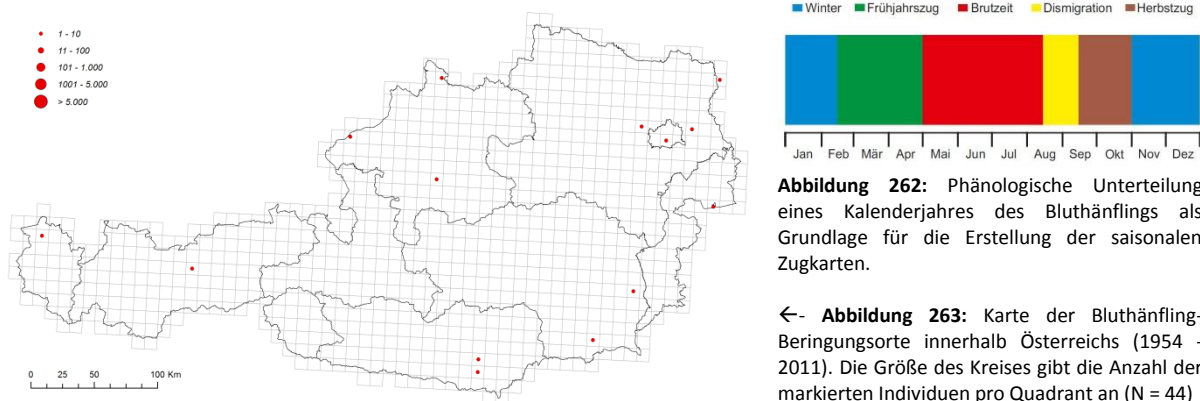 1 - 10
11 - 100
101 - 1.000
1001 - 5.000
> 5.000
0 25 50 100 Km
Winter Frühjahrszug Brutzeit Dismigration Herbstzug
Jan Feb Mär Apr Mai Jun Jul Aug Sep Okt Nov Dez
Abbildung 262: Phänologische Unterteilung
eines Kalenderjahres des Bluthänflings als
Grundlage für die Erstellung der saisonalen
Zugkarten.
←- Abbildung 263: Karte der Bluthänfling-
Beringungsorte innerhalb Österreichs (1954 -
2011). Die Größe des Kreises gibt die Anzahl der
markierten Individuen pro Quadrant an (N = 44)